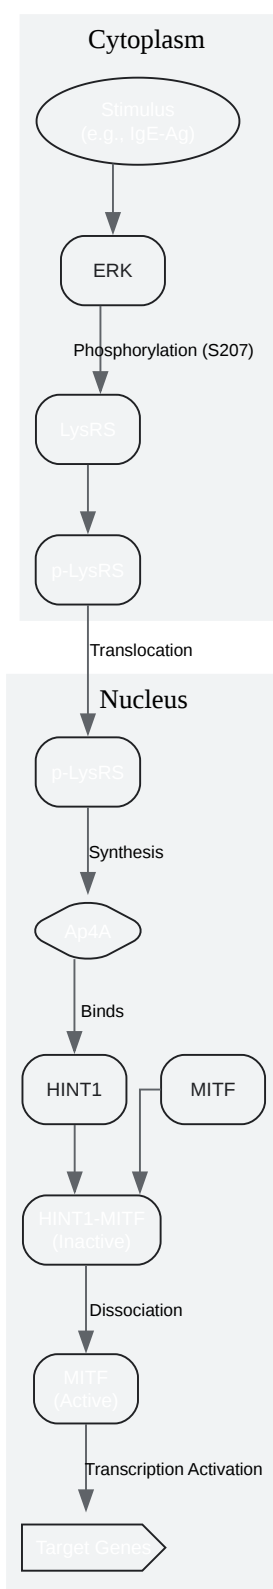 Cytoplasm
Stimulus
(e.g., IgE-Ag)
ERK
Phosphorylation (S207)
LysRS
p-LysRS
Translocation
Nucleus
p-LysRS
Synthesis
Ap4A
Binds
HINT1
MITF
HINT1-MITF
(Inactive)
Dissociation
MITF
(Active)
Transcription Activation
Target Genes